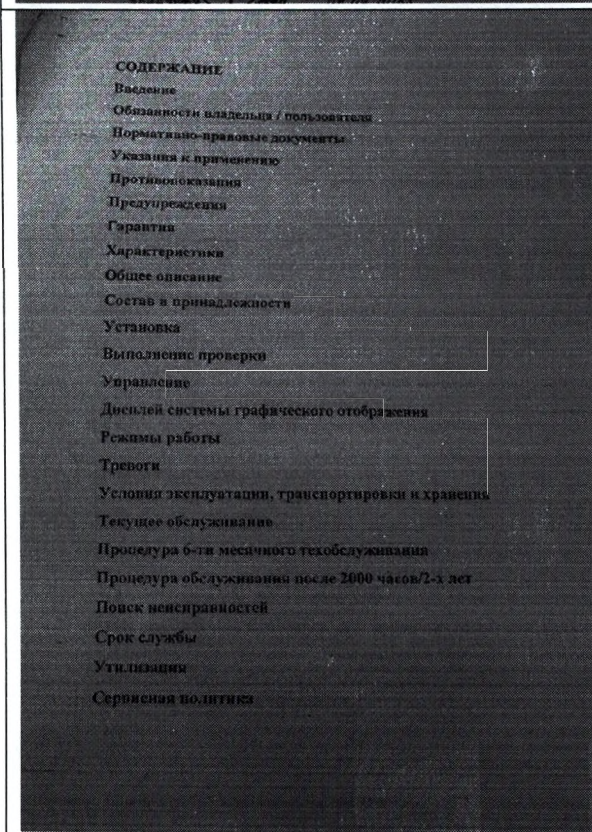 СОДЕРЖАНИЕ
Введение
Обязанности владельца / пользователя
Нормативно-правовые документы
Указания к применению
Противопоказания
Предупреждения
Гарантия
Характеристики
Общее описание
Состав и принадлежности
Установка
Выполнение проверки
Управление
Дисплей системы графического отображения
Режимы работы
Тревоги
Условия эксплуатации, транспортировки и хранения
Текущее обслуживание
Процедура 6-ти месячного техобслуживания
Процедура обслуживания после 2000 часов/2-х лет
Поиск неисправностей
Срок службы
Утилизация
Сервисная политика